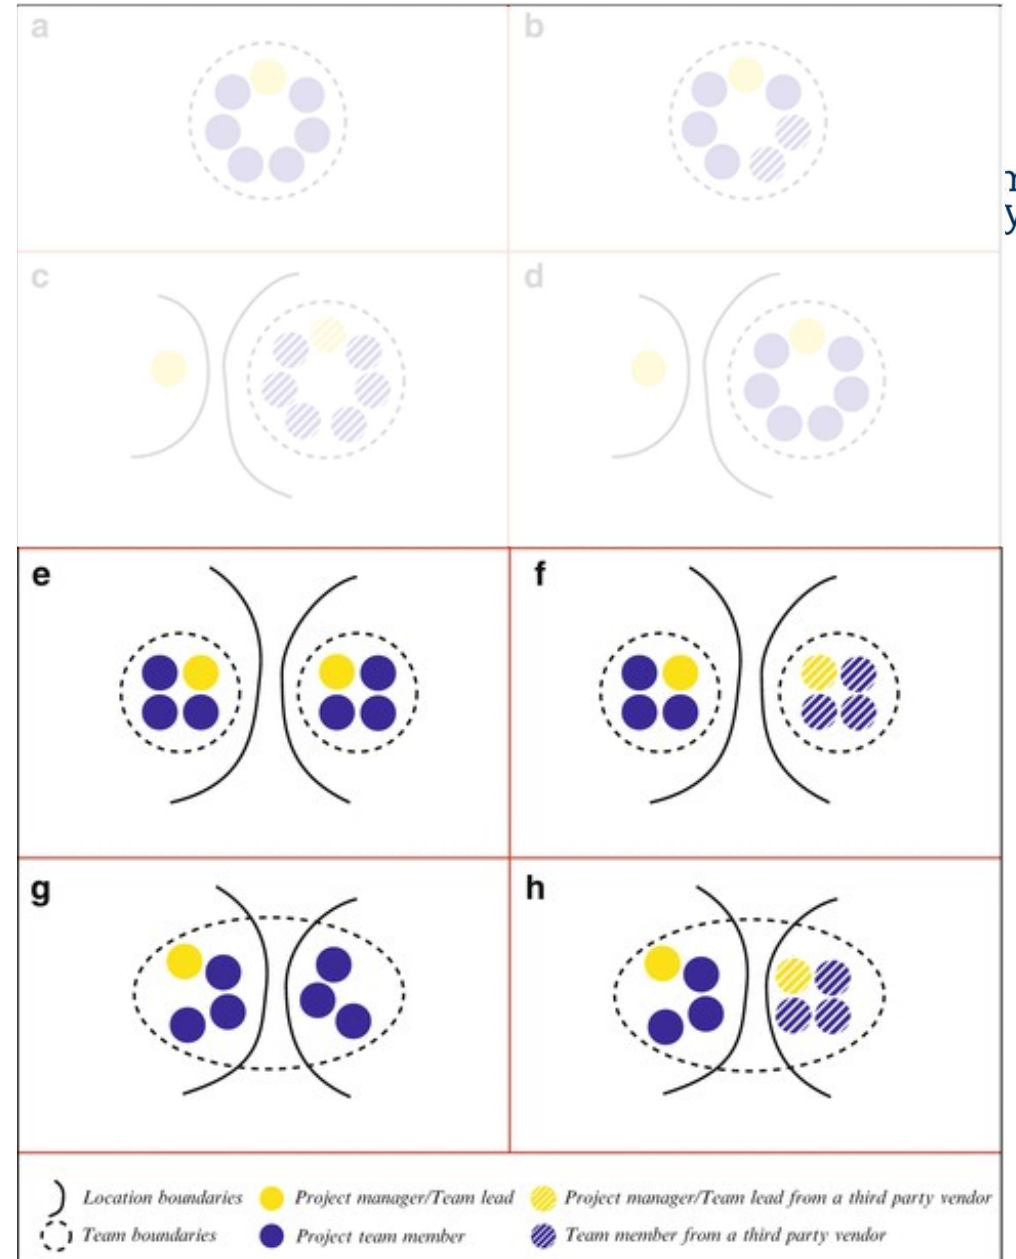 a
b
c
d
e
f
g
h
Location boundaries
Project manager/Team lead
Project manager/Team lead from a third party vendor
Team boundaries
Project team member
Team member from a third party vendor